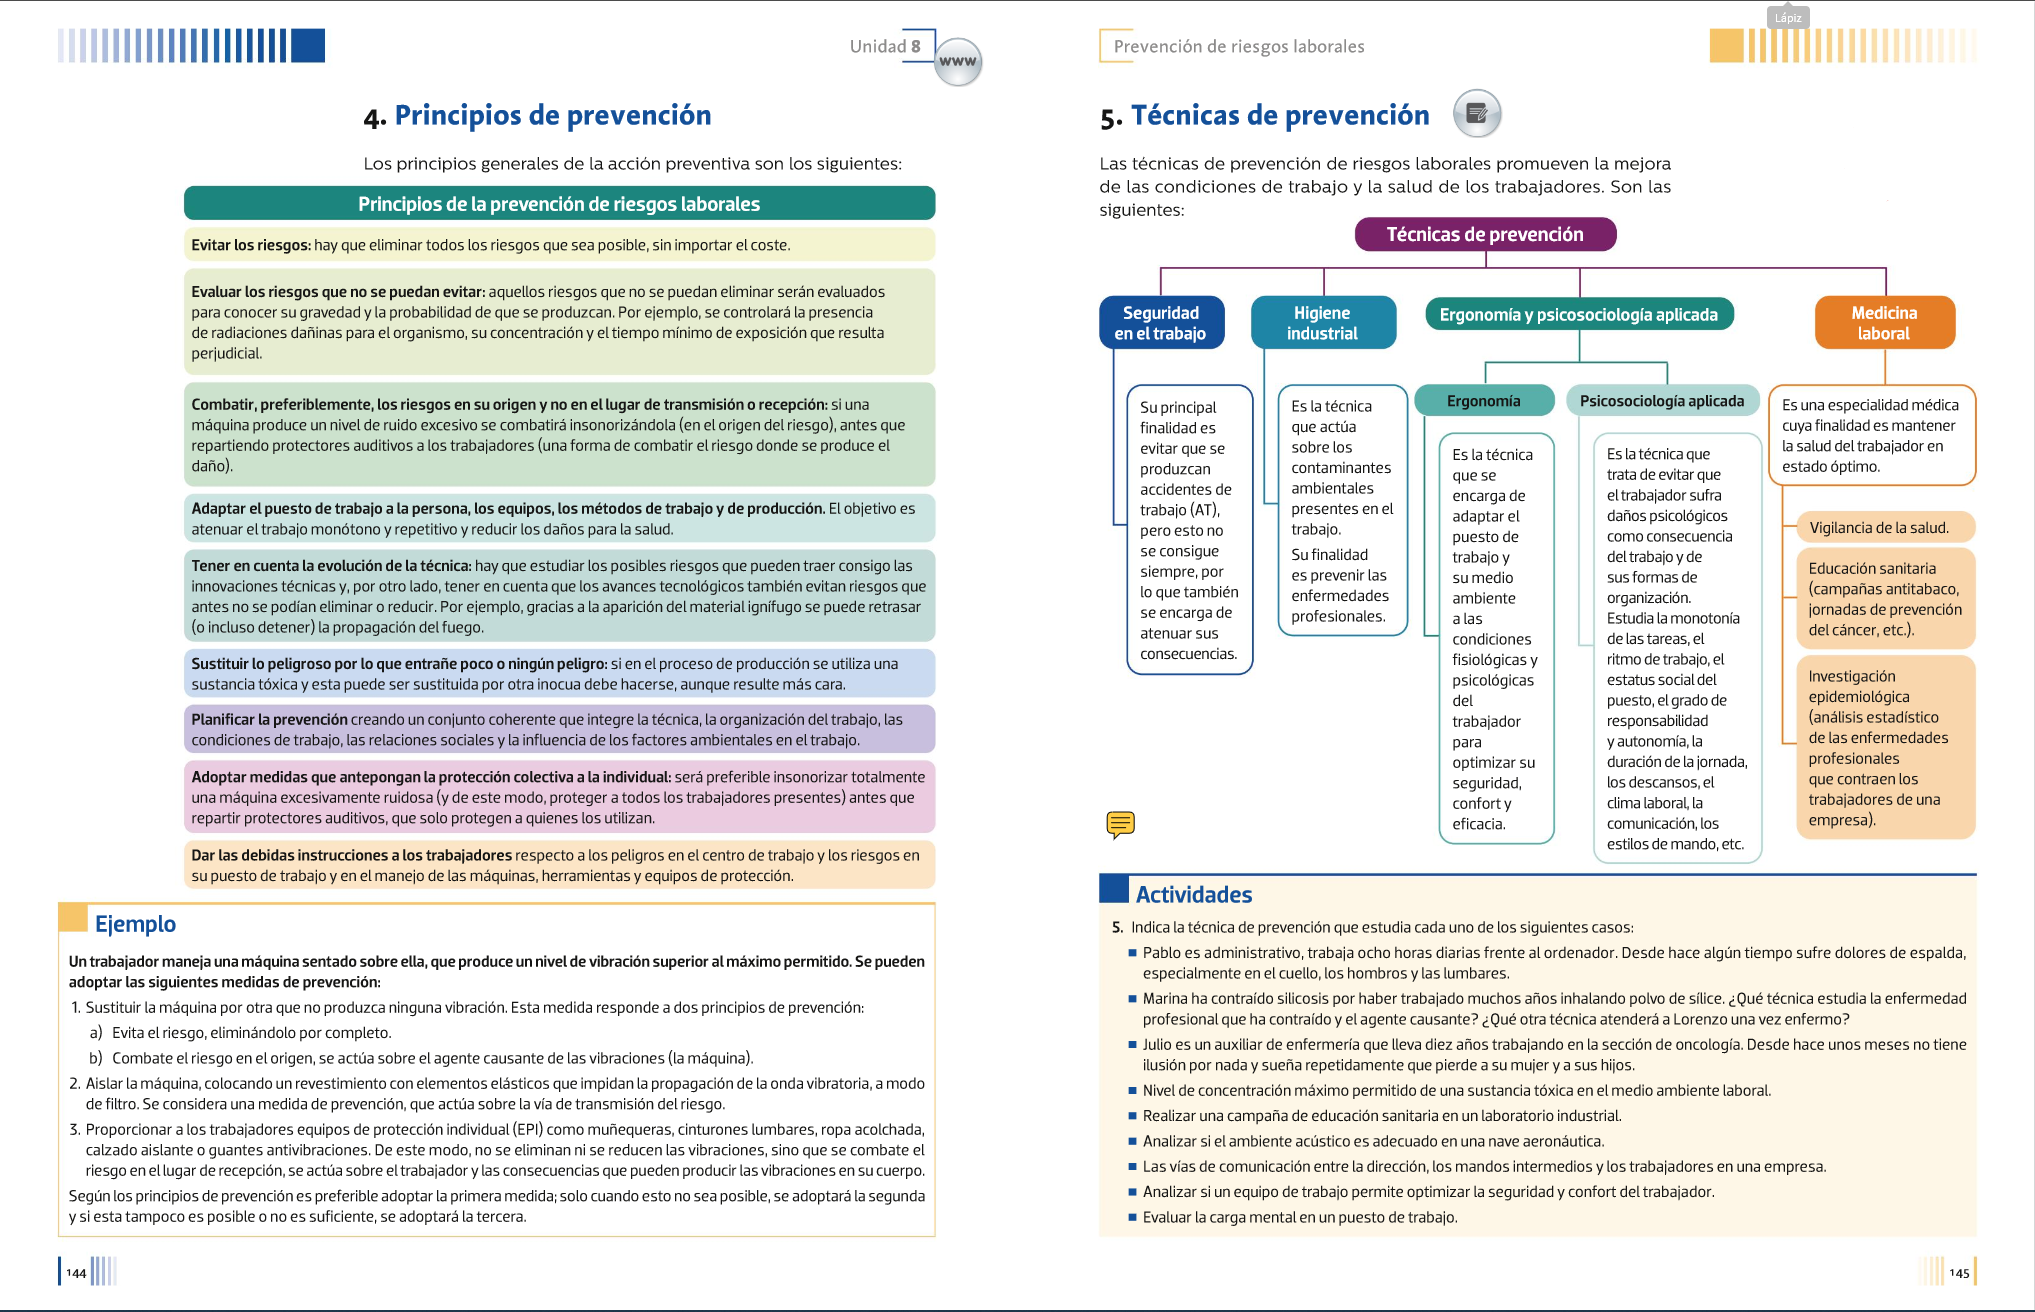 Unidad 8
www
4. Principios de prevención
Los principios generales de la acción preventiva son los siguientes:
Principios de la prevención de riesgos laborales
Evitar los riesgos: hay que eliminar todos los riesgos que sea posible, sin importar el coste.
Evaluar los riesgos que no se puedan evitar: aquellos riesgos que no se puedan eliminar serán evaluados
para conocer su gravedad y la probabilidad de que se produzcan. Por ejemplo, se controlará la presencia
de radiaciones dañinas para el organismo, su concentración y el tiempo mínimo de exposición que resulta
perjudicial.
Combatir, preferiblemente, los riesgos en su origen y no en el lugar de transmisión o recepción: si una
máquina produce un nivel de ruido excesivo se combatirá insonorizándola (en el origen del riesgo), antes que
repartiendo protectores auditivos a los trabajadores (una forma de combatir el riesgo donde se produce el
daño).
Adaptar el puesto de trabajo a la persona, los equipos, los métodos de trabajo y de producción. El objetivo es
atenuar el trabajo monótono y repetitivo y reducir los daños para la salud.
Tener en cuenta la evolución de la técnica: hay que estudiar los posibles riesgos que pueden traer consigo las
innovaciones técnicas y, por otro lado, tener en cuenta que los avances tecnológicos también evitan riesgos que
antes no se podían eliminar o reducir. Por ejemplo, gracias a la aparición del material ignífugo se puede retrasar
(o incluso detener) la propagación del fuego.
Sustituir lo peligroso por lo que entrañe poco o ningún peligro: si en el proceso de producción se utiliza una
sustancia tóxica y esta puede ser sustituida por otra inocua debe hacerse, aunque resulte más cara.
Planificar la prevención creando un conjunto coherente que integre la técnica, la organización del trabajo, las
condiciones de trabajo, las relaciones sociales y la influencia de los factores ambientales en el trabajo.
Adoptar medidas que antepongan la protección colectiva a la individual: será preferible insonorizar totalmente
una máquina excesivamente ruidosa (y de este modo, proteger a todos los trabajadores presentes) antes que
repartir protectores auditivos, que solo protegen a quienes los utilizan.
Dar las debidas instrucciones a los trabajadores respecto a los peligros en el centro de trabajo y los riesgos en
su puesto de trabajo y en el manejo de las máquinas, herramientas y equipos de protección.
Ejemplo
Un trabajador maneja una máquina sentado sobre ella, que produce un nivel de vibración superior al máximo permitido. Se pueden
adoptar las siguientes medidas de prevención:
1. Sustituir la máquina por otra que no produzca ninguna vibración. Esta medida responde a dos principios de prevención:
a) Evita el riesgo, eliminándolo por completo.
b) Combate el riesgo en el origen, se actúa sobre el agente causante de las vibraciones (la máquina).
2. Aislar la máquina, colocando un revestimiento con elementos elásticos que impidan la propagación de la onda vibratoria, a modo
de filtro. Se considera una medida de prevención, que actúa sobre la vía de transmisión del riesgo.
3. Proporcionar a los trabajadores equipos de protección individual (EPI) como muñequeras, cinturones lumbares, ropa acolchada,
calzado aislante o guantes antivibraciones. De este modo, no se eliminan ni se reducen las vibraciones, sino que se combate el
riesgo en el lugar de recepción, se actúa sobre el trabajador y las consecuencias que pueden producir las vibraciones en su cuerpo.
Según los principios de prevención es preferible adoptar la primera medida; solo cuando esto no sea posible, se adoptará la segunda
y si esta tampoco es posible o no es suficiente, se adoptará la tercera.
144
Lápiz
Prevención de riesgos laborales
5. Técnicas de prevención
Las técnicas de prevención de riesgos laborales promueven la mejora
de las condiciones de trabajo y la salud de los trabajadores. Son las
siguientes:
Técnicas de prevención
Seguridad
en el trabajo
Su principal
finalidad es
evitar que se
produzcan
accidentes de
trabajo (AT),
pero esto no
se consigue
siempre, por
lo que también
se encarga de
atenuar sus
consecuencias.
Higiene
industrial
Es la técnica
que actúa
sobre los
contaminantes
ambientales
presentes en el
trabajo.
Su finalidad
es prevenir las
enfermedades
profesionales.
Ergonomía y psicosociología aplicada
Ergonomía
Es la técnica
que se
encarga de
adaptar el
puesto de
trabajo y
su medio
ambiente
a las
condiciones
fisiológicas y
psicológicas
del
trabajador
para
optimizar su
seguridad,
confort y
eficacia.
Psicosociología aplicada
Es la técnica que
trata de evitar que
el trabajador sufra
daños psicológicos
como consecuencia
del trabajo y de
sus formas de
organización.
Estudia la monotonía
de las tareas, el
ritmo de trabajo, el
estatus social del
puesto, el grado de
responsabilidad
y autonomía, la
duración de la jornada,
los descansos, el
clima laboral, la
comunicación, los
estilos de mando, etc.
Medicina
laboral
Es una especialidad médica
cuya finalidad es mantener
la salud del trabajador en
estado óptimo.
Vigilancia de la salud.
Educación sanitaria
(campañas antitabaco,
jornadas de prevención
del cáncer, etc.).
Investigación
epidemiológica
(análisis estadístico
de las enfermedades
profesionales
que contraen los
trabajadores de una
empresa).
Actividades
5. Indica la técnica de prevención que estudia cada uno de los siguientes casos:
Pablo es administrativo, trabaja ocho horas diarias frente al ordenador. Desde hace algún tiempo sufre dolores de espalda,
especialmente en el cuello, los hombros y las lumbares.
Marina ha contraído silicosis por haber trabajado muchos años inhalando polvo de sílice. ¿Qué técnica estudia la enfermedad
profesional que ha contraído y el agente causante? ¿Qué otra técnica atenderá a Lorenzo una vez enfermo?
Julio es un auxiliar de enfermería que lleva diez años trabajando en la sección de oncología. Desde hace unos meses no tiene
ilusión por nada y sueña repetidamente que pierde a su mujer y a sus hijos.
Nivel de concentración máximo permitido de una sustancia tóxica en el medio ambiente laboral.
Realizar una campaña de educación sanitaria en un laboratorio industrial.
Analizar si el ambiente acústico es adecuado en una nave aeronáutica.
Las vías de comunicación entre la dirección, los mandos intermedios y los trabajadores en una empresa.
Analizar si un equipo de trabajo permite optimizar la seguridad y confort del trabajador.
Evaluar la carga mental en un puesto de trabajo.
145